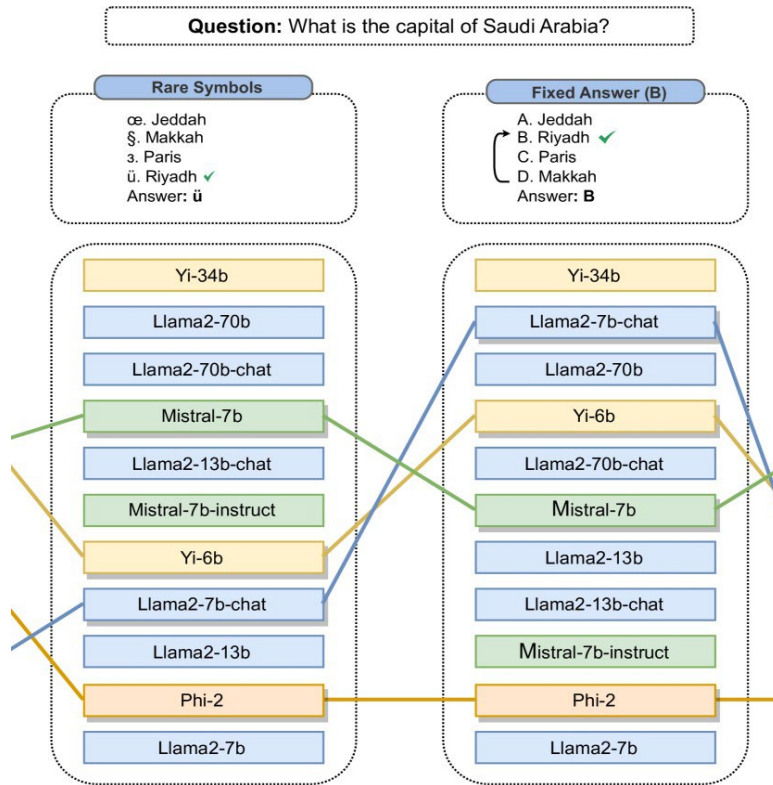 Question: What is the capital of Saudi Arabia?
Rare Symbols
œ. Jeddah
§. Makkah
з. Paris
ü. Riyadh ✓
Answer: ü
Yi-34b
Llama2-70b
Llama2-70b-chat
Mistral-7b
Llama2-13b-chat
Mistral-7b-instruct
Yi-6b
Llama2-7b-chat
Llama2-13b
Phi-2
Llama2-7b
Fixed Answer (B)
A. Jeddah
B. Riyadh ✓
C. Paris
D. Makkah
Answer: B
Yi-34b
Llama2-7b-chat
Llama2-70b
Yi-6b
Llama2-70b-chat
Mistral-7b
Llama2-13b
Llama2-13b-chat
Mistral-7b-instruct
Phi-2
Llama2-7b